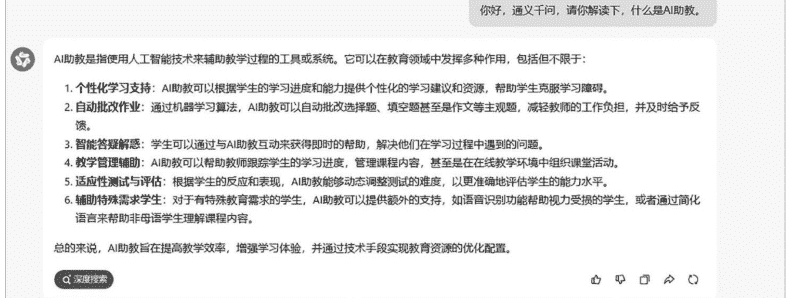 你好，通义千问，请你解读下，什么是AI助教。
AI助教是指使用人工智能技术来辅助教学过程的工具或系统。它可以在教育领域中发挥多种作用，包括但不限于：
1. 个性化学习支持：AI助教可以根据学生的学习进度和能力提供个性化的学习建议和资源，帮助学生克服学习障碍。
2. 自动批改作业：通过机器学习算法，AI助教可以自动批改选择题、填空题甚至是作文等主观题，减轻教师的工作负担，并及时给予反
馈。
3. 智能答疑解惑：学生可以通过与AI助教互动来获得即时的帮助，解决他们在学习过程中遇到的问题。
4. 教学管理辅助：AI助教可以帮助教师跟踪学生的学习进度，管理课程内容，甚至是在在线教学环境中组织课堂活动。
5. 适应性测试与评估：根据学生的反应和表现，AI助教能够动态调整测试的难度，以更准确地评估学生的能力水平。
6. 辅助特殊需求学生：对于有特殊教育需求的学生，AI助教可以提供额外的支持，如语音识别功能帮助视力受损的学生，或者通过简化
语言来帮助非母语学生理解课程内容。
总的来说，AI助教旨在提高教学效率，增强学习体验，并通过技术手段实现教育资源的优化配置。
深度搜索